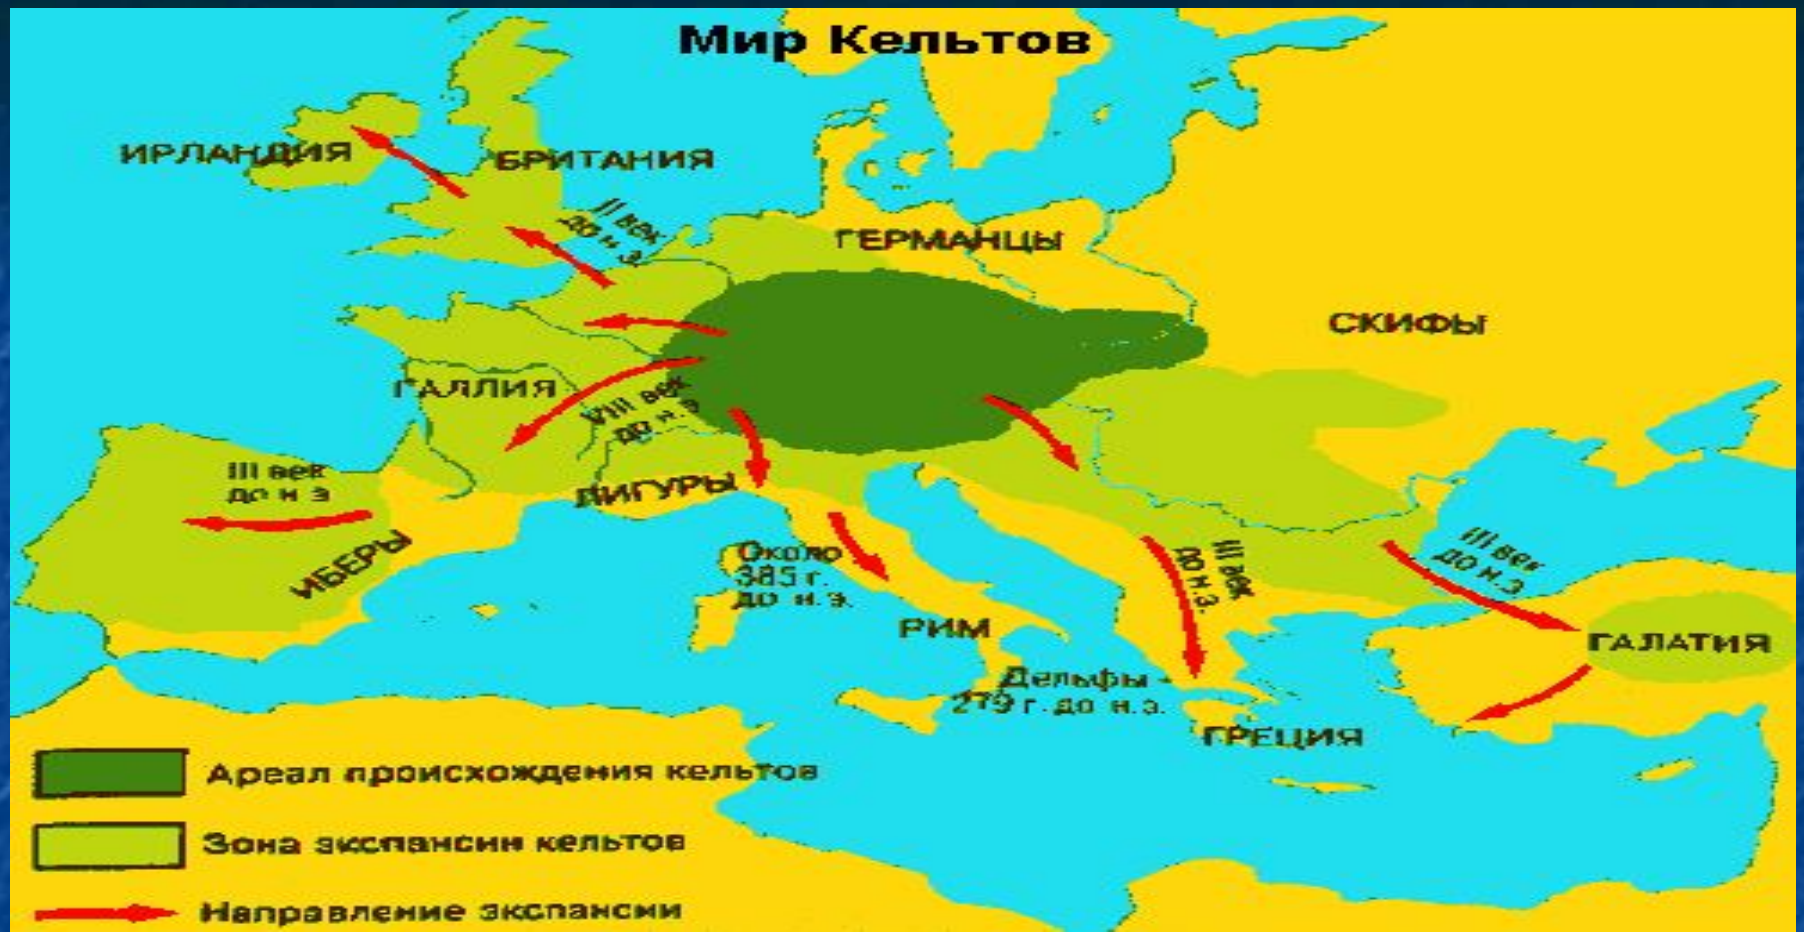 Мир Кельтов
ИРЛАНДИЯ
БРИТАНИЯ
II век
до н.э.
ГЕРМАНЦЫ
СКИФЫ
ГАЛЛИЯ
VIII век
до н.э.
III век
до н э
ЛИГУРЫ
ИБЕРЫ
Около
385 г.
до н.э.
РИМ
III век
до н.э.
III век
до н.э.
ГАЛАТИЯ
Дельфы -
279 г. до н.э.
ГРЕЦИЯ
Ареал происхождения кельтов
Зона экспансии кельтов
Направление экспансии